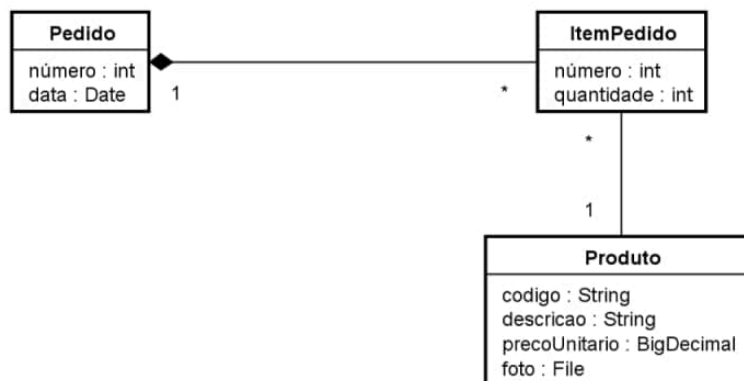 Pedido
número : int
data : Date
1
*
ItemPedido
número : int
quantidade : int
*
1
Produto
codigo : String
descricao : String
precoUnitario : BigDecimal
foto : File